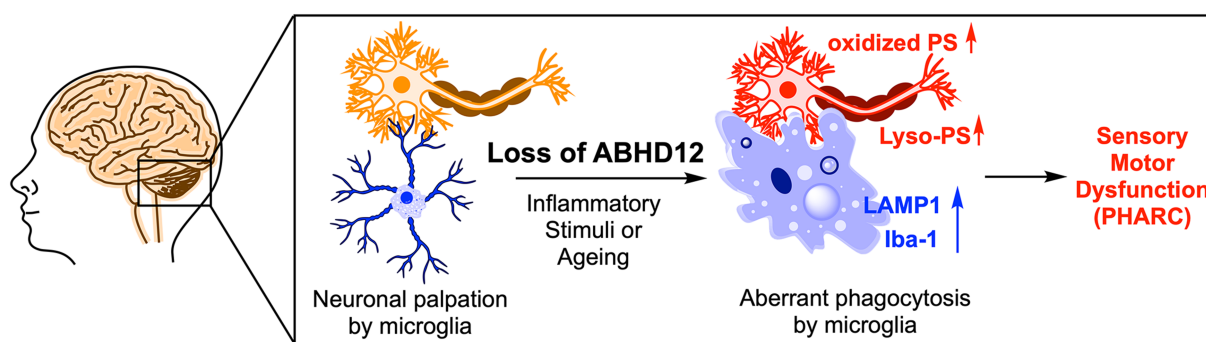 Neuronal palpation
by microglia
Loss of ABHD12
Inflammatory
Stimuli or
Ageing
oxidized PS
Lyso-PS
LAMP1
Iba-1
Aberrant phagocytosis
by microglia
Sensory
Motor
Dysfunction
(PHARC)